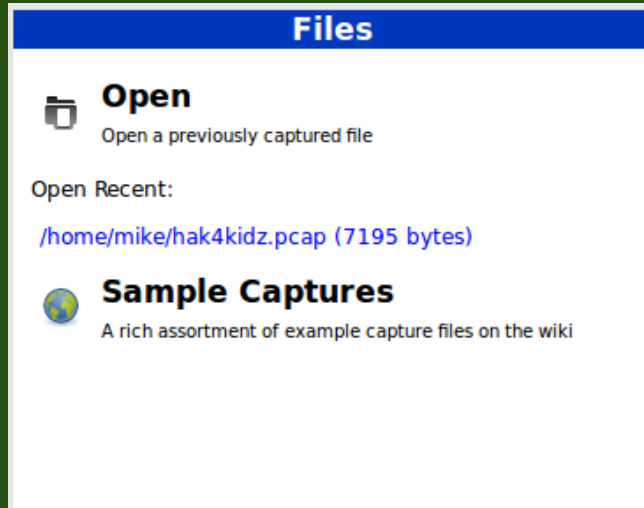 Files
Open
Open a previously captured file
Open Recent:
/home/mike/hak4kidz.pcap (7195 bytes)
Sample Captures
A rich assortment of example capture files on the wiki